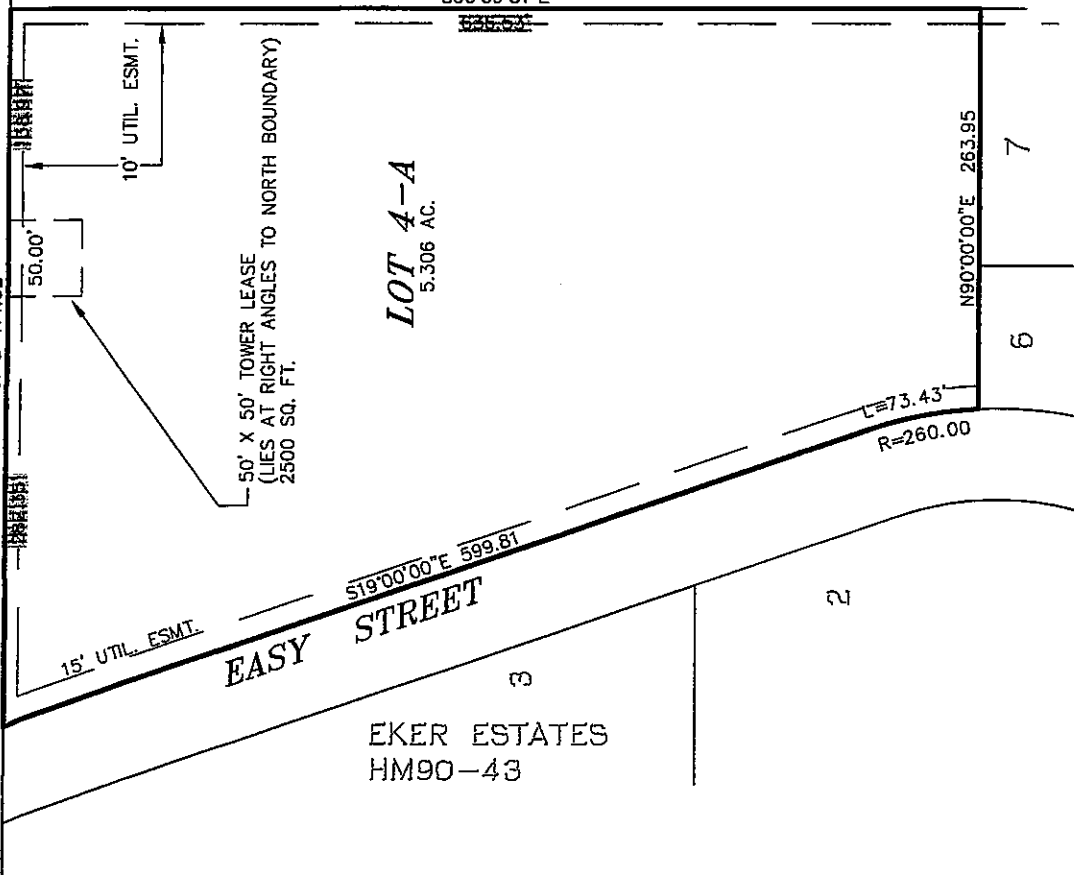 10' UTIL. ESMT.
50.00'
50' X 50' TOWER LEASE
(LIES AT RIGHT ANGLES TO NORTH BOUNDARY)
2500 SQ. FT.
LOT 4-A
5.306 AC.
N90°00'00"E 263.95
7
6
L=73.43'
R=260.00
S19°00'00"E 599.81
15' UTIL. ESMT.
EASY STREET
3
2
EKER ESTATES
HM90-43